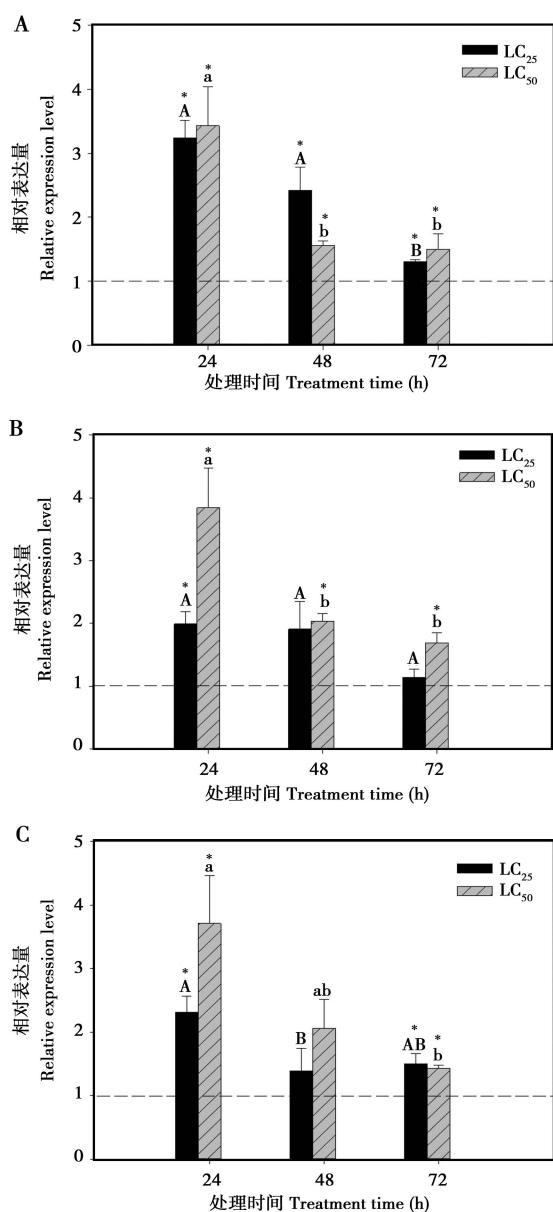 A
5
4
3
2
1
0
相对表达量
Relative expression level
LC25
LC50
*
A
*
a
*
A
*
b
*
B
*
b
24
48
72
处理时间 Treatment time (h)
B
5
4
3
2
1
0
相对表达量
Relative expression level
LC25
LC50
*
A
*
a
A
*
b
A
*
b
24
48
72
处理时间 Treatment time (h)
C
5
4
3
2
1
0
相对表达量
Relative expression level
LC25
LC50
*
A
*
a
B
ab
*
AB
*
b
24
48
72
处理时间 Treatment time (h)